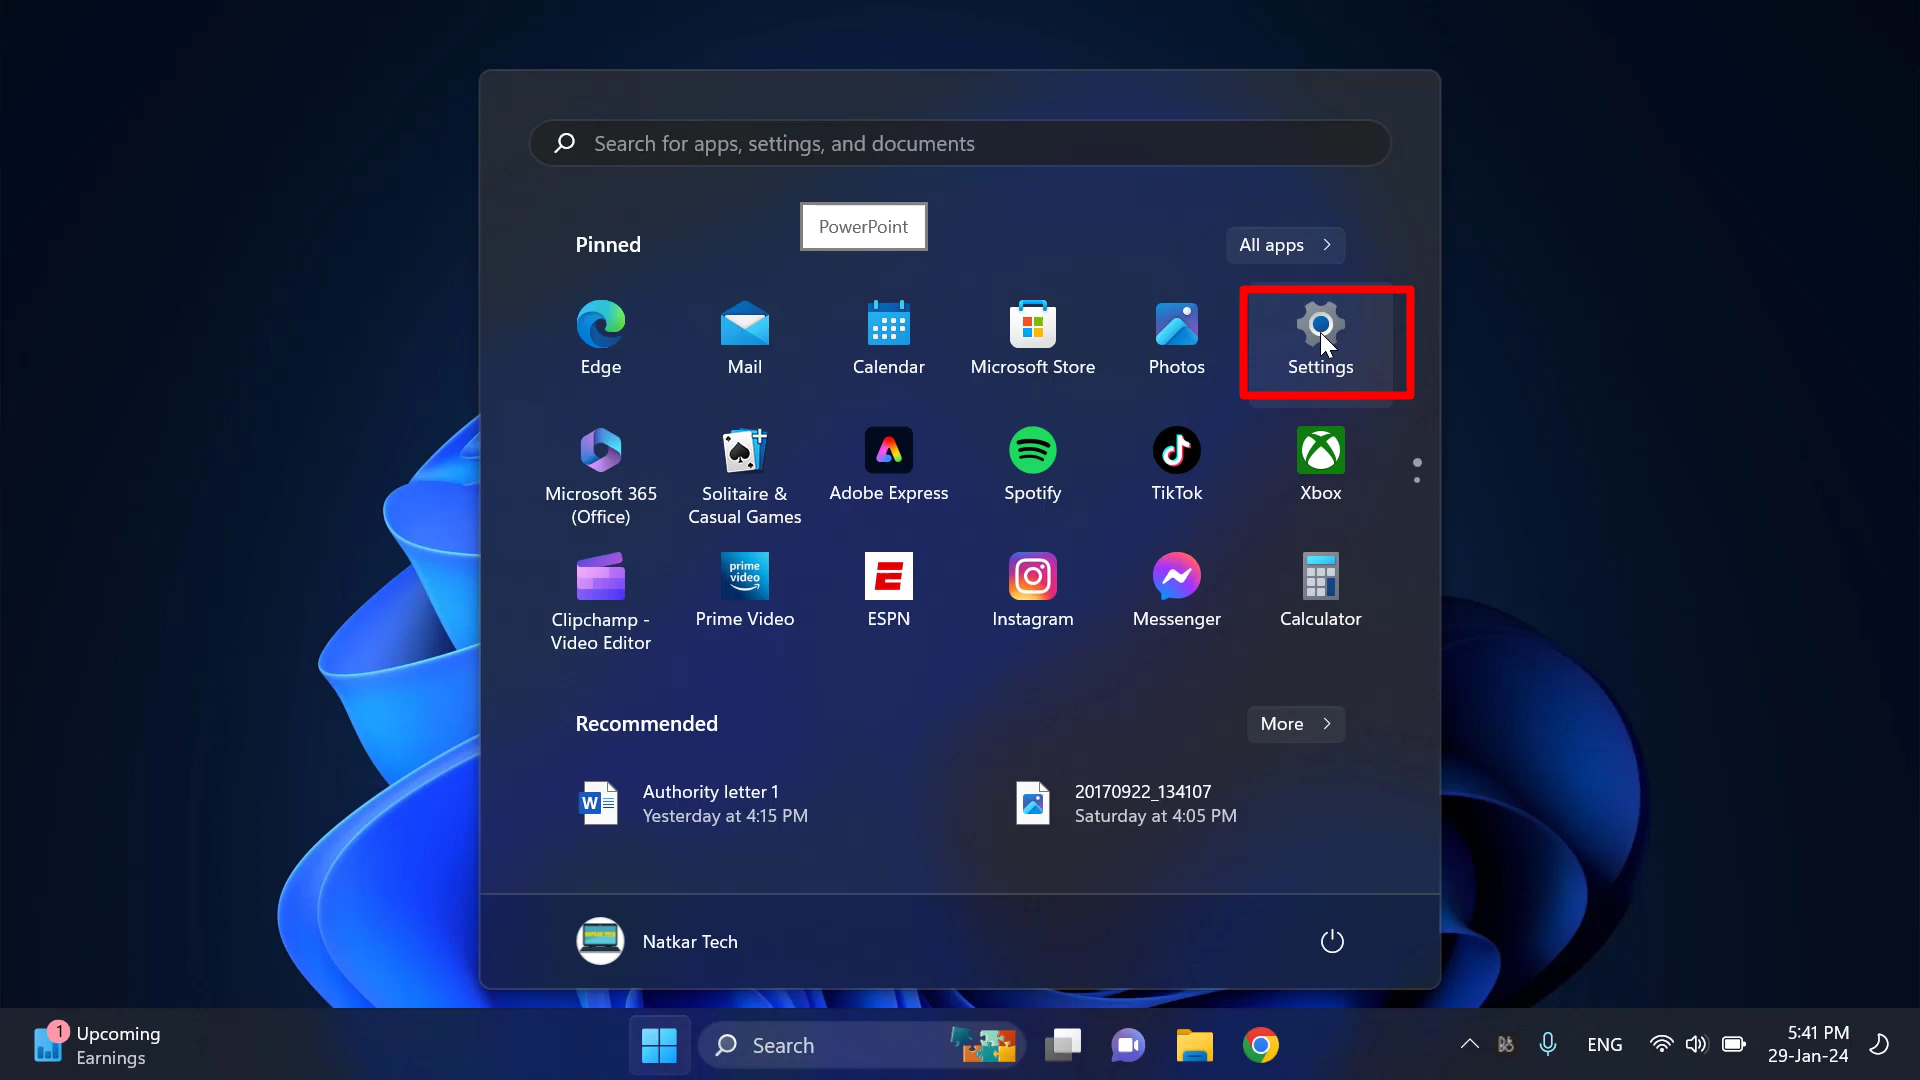 Search for apps, settings, and documents
PowerPoint
Pinned
All apps
Edge
Mail
Calendar
Microsoft Store
Photos
Settings
Microsoft 365
(Office)
Solitaire &
Casual Games
Adobe Express
Spotify
TikTok
Xbox
Clipchamp -
Video Editor
prime
video
Prime Video
ESPN
Instagram
Messenger
Calculator
Recommended
More
W
Authority letter 1
Yesterday at 4:15 PM
20170922_134107
Saturday at 4:05 PM
Natkar Tech
1
Upcoming
Earnings
Search
ENG
5:41 PM
29-Jan-24